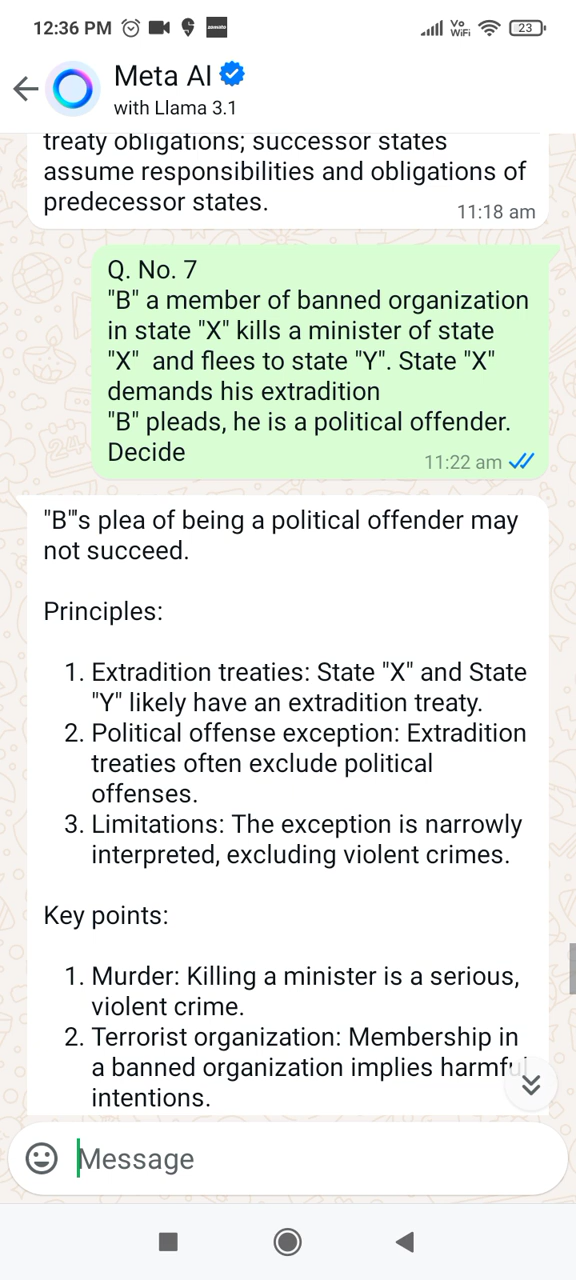 12:36 PM
Vo
WiFi
23
Meta AI
with Llama 3.1
treaty obligations; successor states
assume responsibilities and obligations of
predecessor states.
11:18 am
Q. No. 7
"B" a member of banned organization
in state "X" kills a minister of state
"X"  and flees to state "Y". State "X"
demands his extradition
"B" pleads, he is a political offender.
Decide
11:22 am
"B"'s plea of being a political offender may
not succeed.
Principles:
1. Extradition treaties: State "X" and State
"Y" likely have an extradition treaty.
2. Political offense exception: Extradition
treaties often exclude political
offenses.
3. Limitations: The exception is narrowly
interpreted, excluding violent crimes.
Key points:
1. Murder: Killing a minister is a serious,
violent crime.
2. Terrorist organization: Membership in
a banned organization implies harmful
intentions.
Message